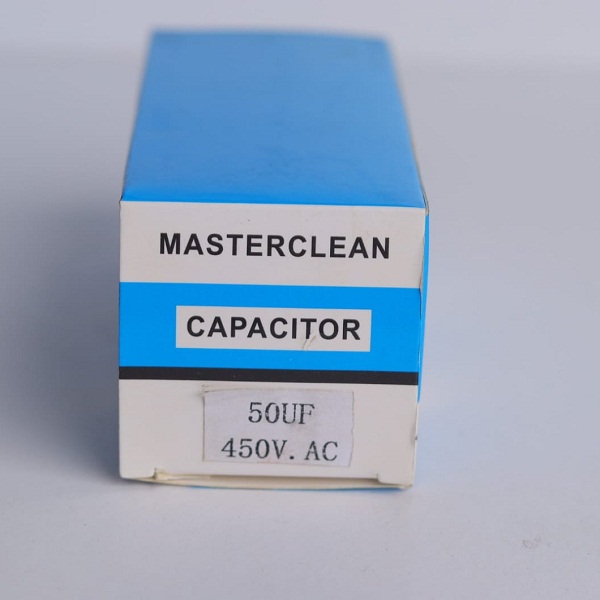 MASTERCLEAN
CAPACITOR
50UF
450V.AC